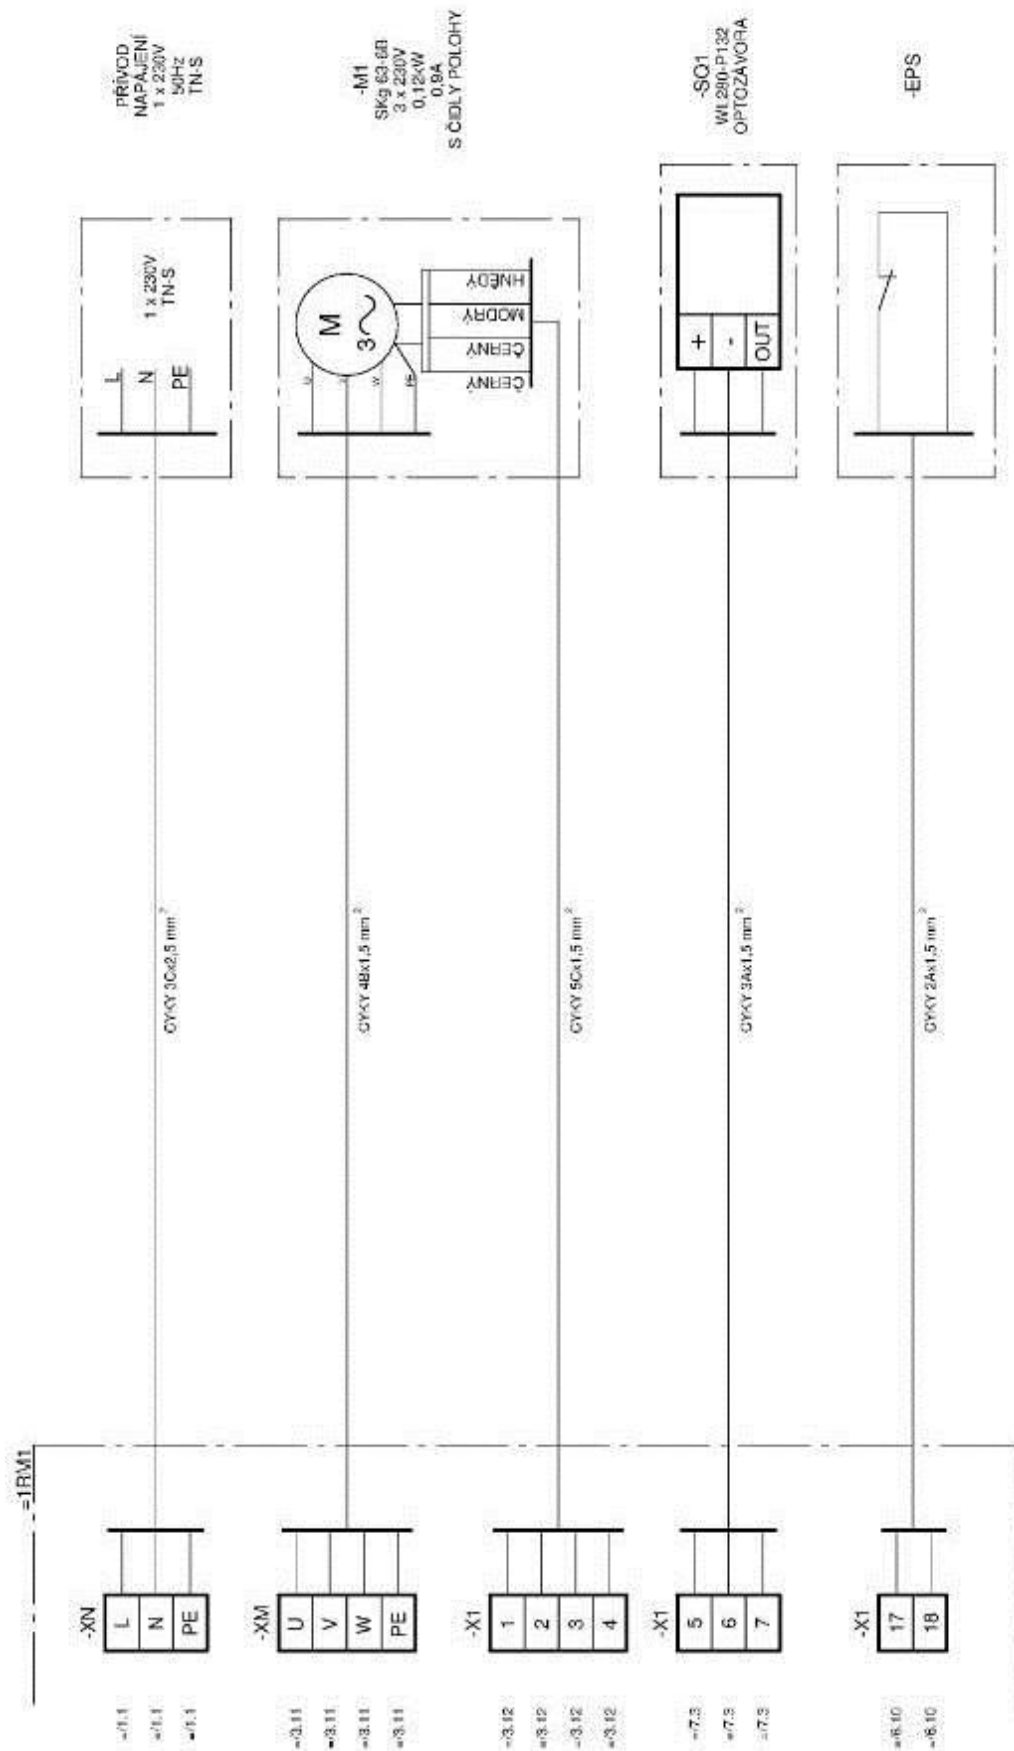 PŘÍVOD
NAPÁJENÍ
1 x 230V
50Hz
TN-S
-M1
SKg 63-6B
3 x 230V
0,12kW
0,9A
S ČIDLY POLOHY
-SQ1
WL280-P132
OPTOZÁVORA
-EPS
1 x 230V
TN-S
L
N
PE
M
3
U
V
W
PE
HNĚDÝ
MODRÝ
ČERNÝ
ČERNÝ
+
-
OUT
CYKY 3Cx2,5 mm²
CYKY 4Bx1,5 mm²
CYKY 5Cx1,5 mm²
CYKY 3Ax1,5 mm²
CYKY 2Ax1,5 mm²
=1RM1
-XN
L
N
PE
-XM
U
V
W
PE
-X1
1
2
3
4
-X1
5
6
7
-X1
17
18
=/1.1
=/1.1
=/1.1
=/3.11
=/3.11
=/3.11
=/3.11
=/3.12
=/3.12
=/3.12
=/3.12
=/7.3
=/7.3
=/7.3
=/6.10
=/6.10